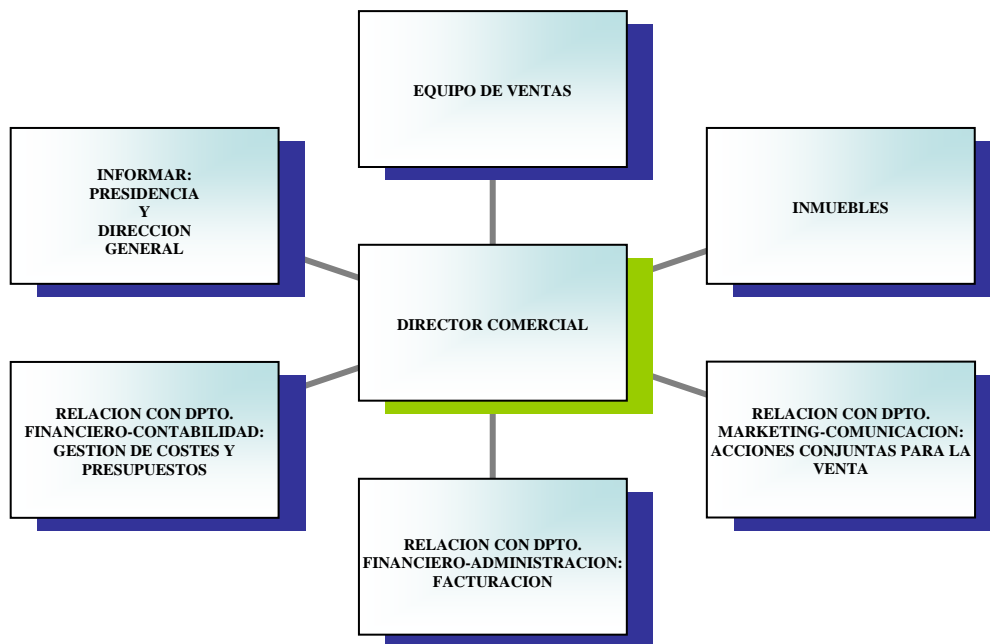 EQUIPO DE VENTAS
INFORMAR:
PRESIDENCIA
Y
DIRECCION
GENERAL
INMUEBLES
DIRECTOR COMERCIAL
RELACION CON DPTO.
FINANCIERO-CONTABILIDAD:
GESTION DE COSTES Y
PRESUPUESTOS
RELACION CON DPTO.
MARKETING-COMUNICACION:
ACCIONES CONJUNTAS PARA LA
VENTA
RELACION CON DPTO.
FINANCIERO-ADMINISTRACION:
FACTURACION